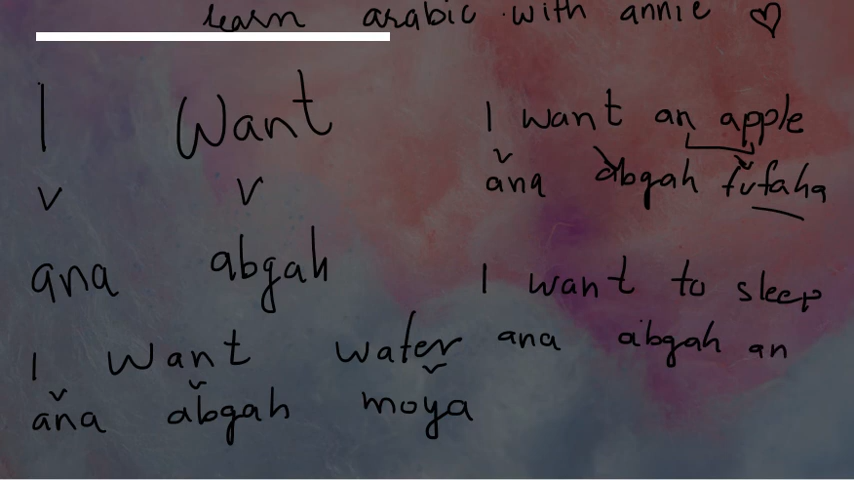 learn arabic with annie ♡
I Want
ana abgah
I Want water
ana abgah moya
I want an apple
ana abgah tufaha
I want to sleep
ana abgah an